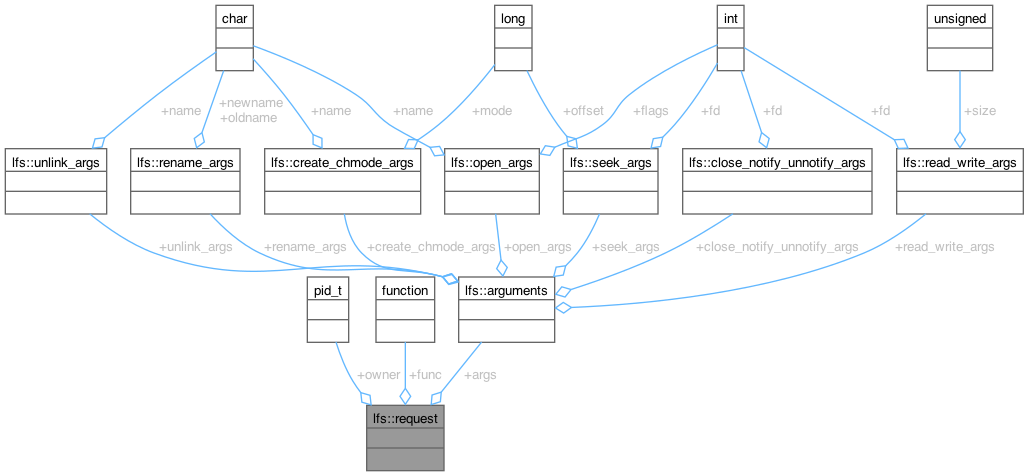 char
long
int
unsigned
+name
+newname
+oldname
+name
+name
+mode
+offset
+flags
+fd
+fd
+fd
+size
lfs::unlink_args
lfs::rename_args
lfs::create_chmode_args
lfs::open_args
lfs::seek_args
lfs::close_notify_unnotify_args
lfs::read_write_args
+unlink_args
+rename_args
+create_chmode_args
+open_args
+seek_args
+close_notify_unnotify_args
+read_write_args
pid_t
function
lfs::arguments
+owner
+func
+args
lfs::request